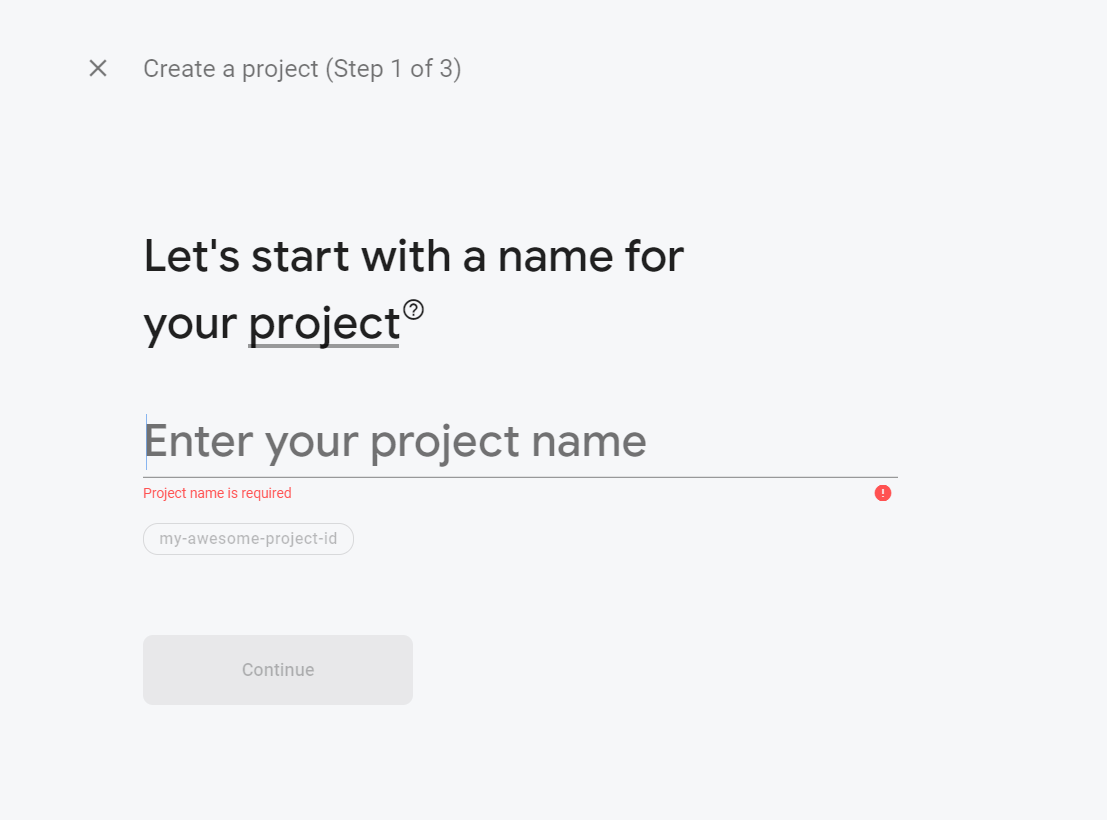 Create a project (Step 1 of 3)
Let's start with a name for
your project
Enter your project name
Project name is required
my-awesome-project-id
Continue